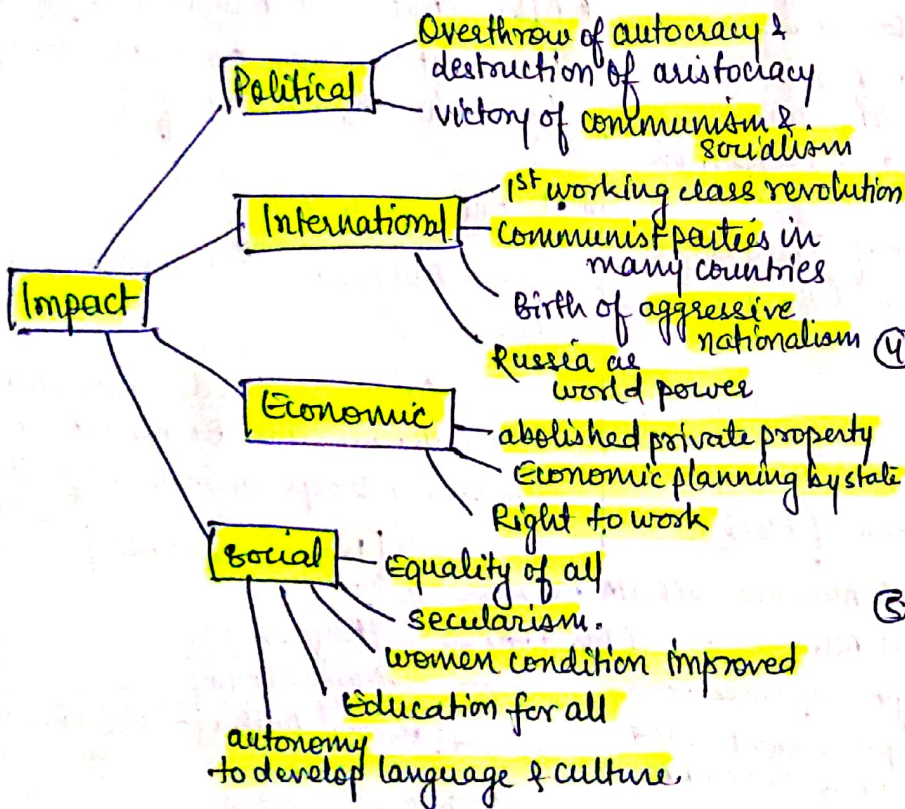 Overthrow of autocracy &
destruction of aristocracy
Political
victory of communism &
socialism
1st working class revolution
International
communist parties in
many countries
Impact
Birth of aggressive
nationalism
④
Russia as
world power
Economic
abolished private property
Economic planning by state
Right to work
social
Equality of all
⑤
secularism.
women condition improved
Education for all
autonomy
to develop language & culture.